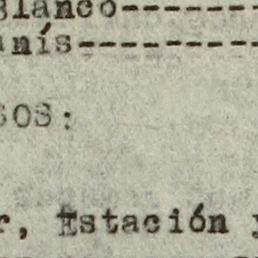 Blanco----------
anís-------------
sos:
r, Estación y